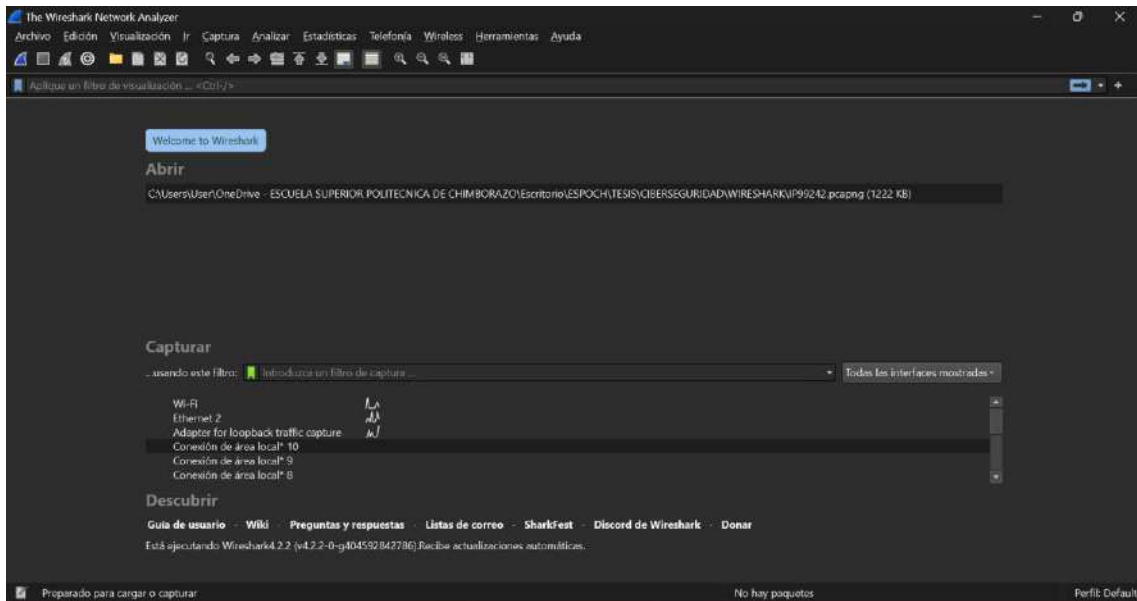 The Wireshark Network Analyzer
Archivo Edición Visualización Ir Captura Analizar Estadísticas Telefonía Wireless Herramientas Ayuda
Aplique un filtro de visualización ... <Ctrl-/>
Welcome to Wireshark
Abrir
C:\Users\User\OneDrive - ESCUELA SUPERIOR POLITECNICA DE CHIMBORAZO\Escritorio\ESPOCH\TESIS\CIBERSEGURIDAD\WIRESHARK\IP99242.pcapng (1222 KB)
Capturar
...usando este filtro: Introduzca un filtro de captura ... Todas las interfaces mostradas
Wi-Fi
Ethernet 2
Adapter for loopback traffic capture
Conexión de área local* 10
Conexión de área local* 9
Conexión de área local* 8
Descubrir
Guía de usuario · Wiki · Preguntas y respuestas · Listas de correo · SharkFest · Discord de Wireshark · Donar
Está ejecutando Wireshark4.2.2 (v4.2.2-0-g404592842786).Recibe actualizaciones automáticas.
Preparado para cargar o capturar No hay paquetes Perfil: Default